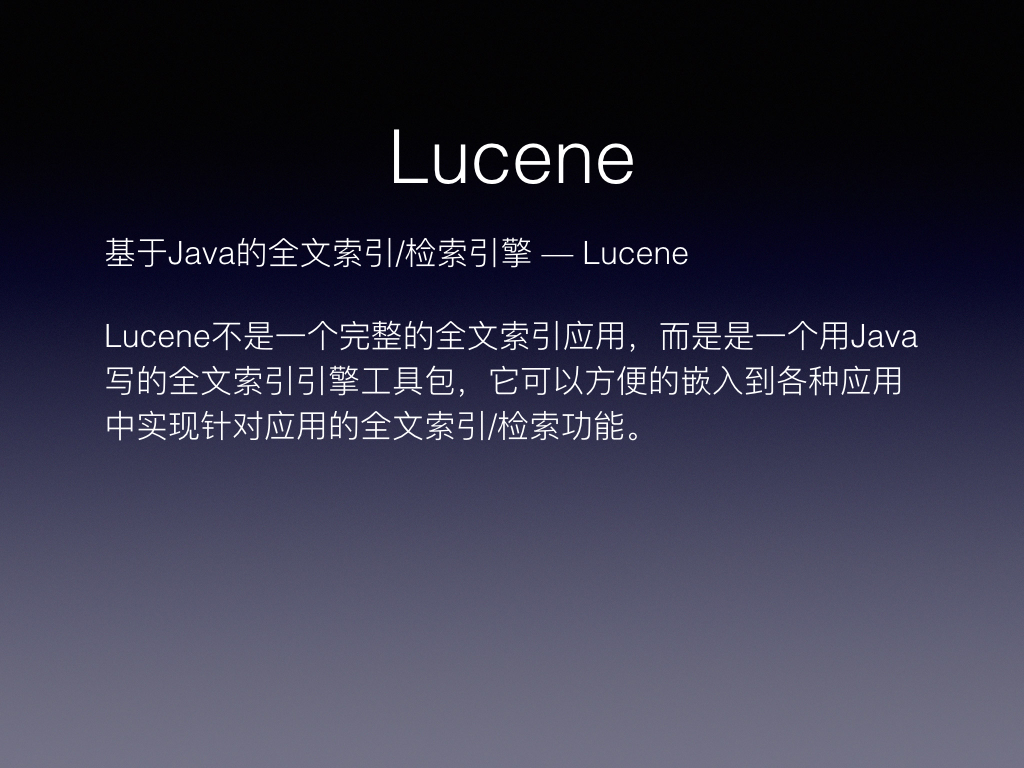 Lucene
基于Java的全文索引/检索引擎 — Lucene
Lucene不是一个完整的全文索引应用，而是是一个用Java
写的全文索引引擎工具包，它可以方便的嵌入到各种应用
中实现针对应用的全文索引/检索功能。